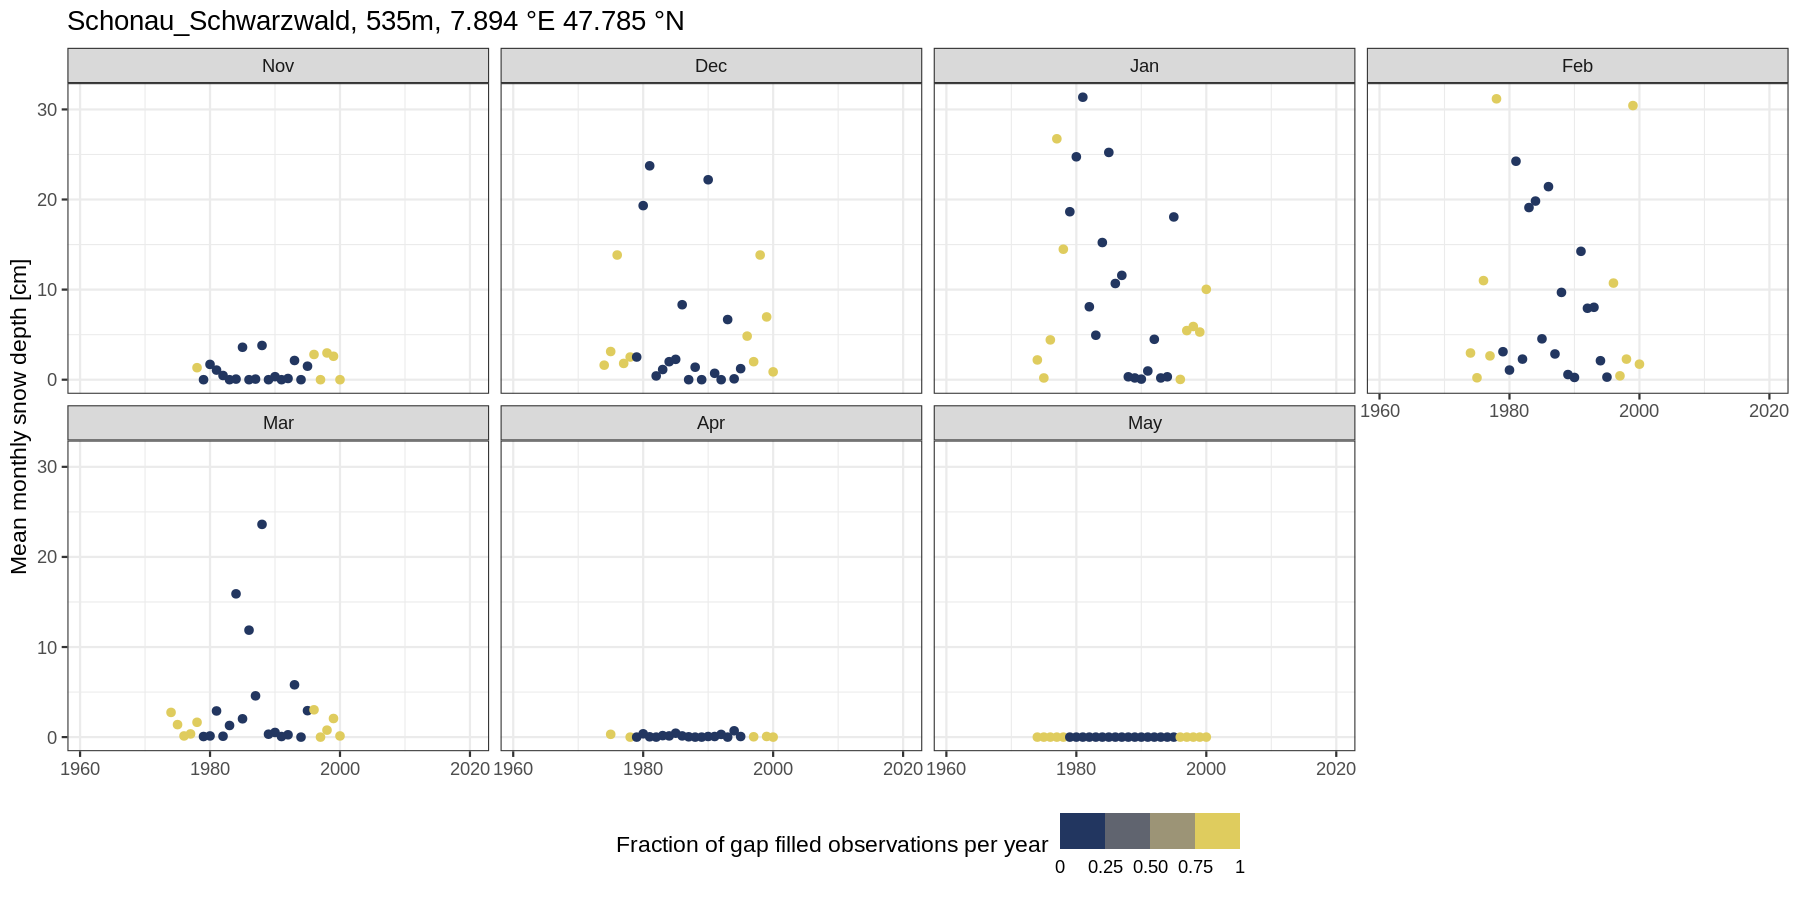 Schonau_Schwarzwald, 535m, 7.894 °E 47.785 °N
Nov Dec Jan Feb
30
20
10
0
1960 1980 2000 2020
Mar Apr May
30
20
10
0
1960 1980 2000 2020 1960 1980 2000 2020 1960 1980 2000 2020
Mean monthly snow depth [cm]
Fraction of gap filled observations per year
0 0.25 0.50 0.75 1